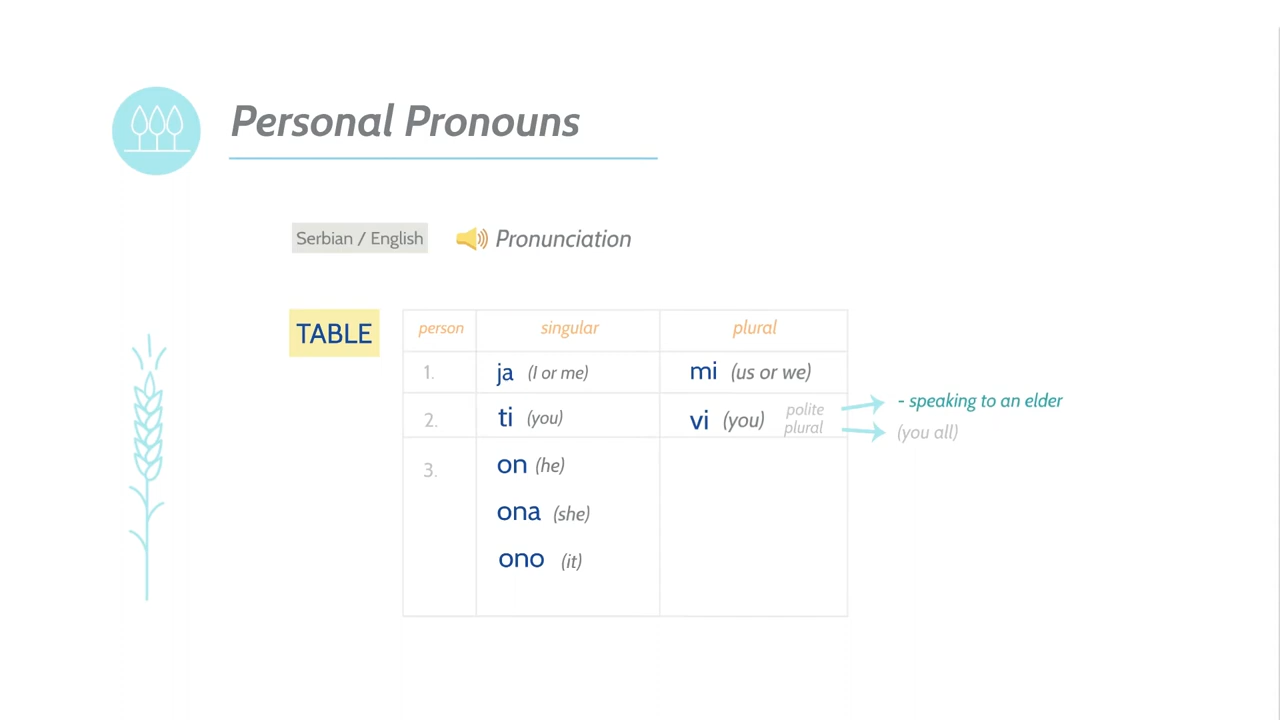 Personal Pronouns
Serbian / English
Pronunciation
TABLE
person singular plural
1. ja (I or me) mi (us or we)
2. ti (you) vi (you) polite plural
- speaking to an elder
(you all)
3. on (he)
ona (she)
ono (it)